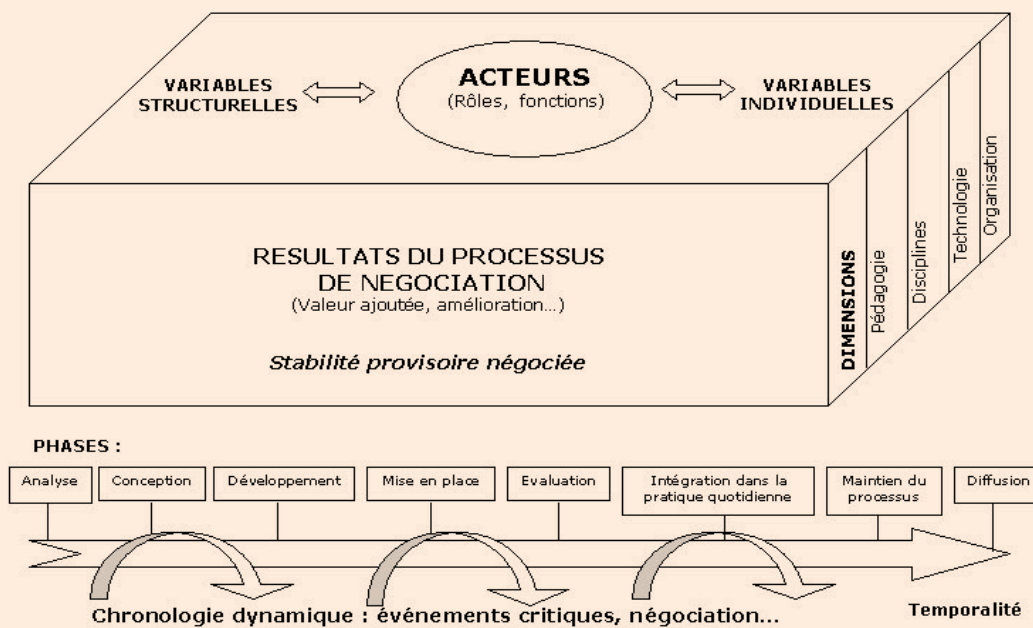 VARIABLES
STRUCTURELLES
ACTEURS
(Rôles, fonctions)
VARIABLES
INDIVIDUELLES
RESULTATS DU PROCESSUS
DE NEGOCIATION
(Valeur ajoutée, amélioration...)
Stabilité provisoire négociée
DIMENSIONS
Pédagogie
Disciplines
Technologie
Organisation
PHASES :
Analyse
Conception
Développement
Mise en place
Evaluation
Intégration dans la
pratique quotidienne
Maintien du
processus
Diffusion
Chronologie dynamique : événements critiques, négociation...
Temporalité